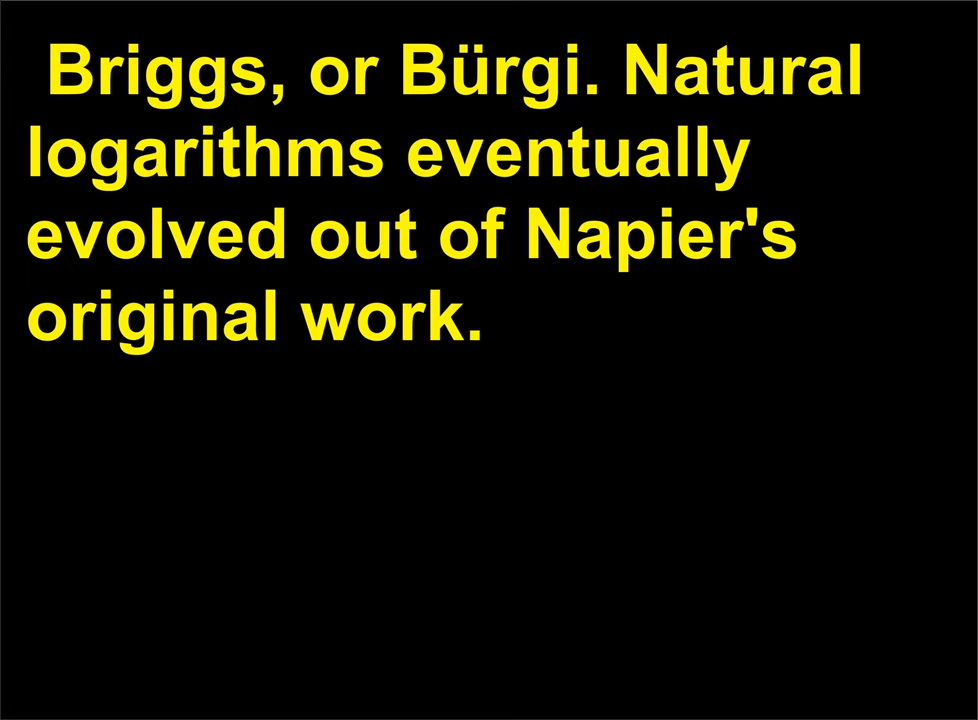 Briggs, or Bürgi. Natural
logarithms eventually
evolved out of Napier's
original work.